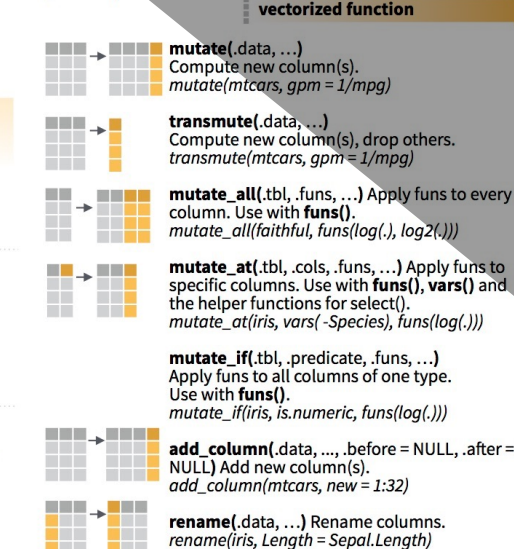 vectorized function
mutate(.data, …)
Compute new column(s).
mutate(mtcars, gpm = 1/mpg)
transmute(.data, …)
Compute new column(s), drop others.
transmute(mtcars, gpm = 1/mpg)
mutate_all(.tbl, .funs, …) Apply funs to every
column. Use with funs().
mutate_all(faithful, funs(log(.), log2(.)))
mutate_at(.tbl, .cols, .funs, …) Apply funs to
specific columns. Use with funs(), vars() and
the helper functions for select().
mutate_at(iris, vars( -Species), funs(log(.)))
mutate_if(.tbl, .predicate, .funs, …)
Apply funs to all columns of one type.
Use with funs().
mutate_if(iris, is.numeric, funs(log(.)))
add_column(.data, ..., .before = NULL, .after =
NULL) Add new column(s).
add_column(mtcars, new = 1:32)
rename(.data, …) Rename columns.
rename(iris, Length = Sepal.Length)